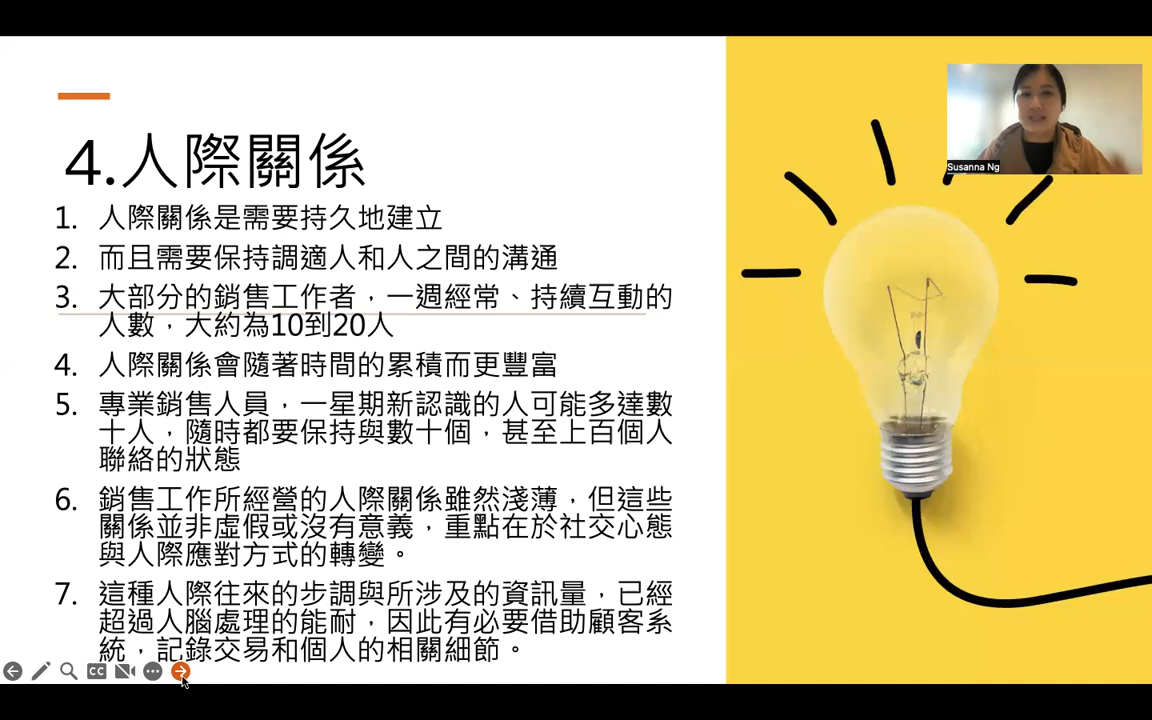 4.人際關係
1. 人際關係是需要持久地建立
2. 而且需要保持調適人和人之間的溝通
3. 大部分的銷售工作者，一週經常、持續互動的
人數，大約為10到20人
4. 人際關係會隨著時間的累積而更豐富
5. 專業銷售人員，一星期新認識的人可能多達數
十人，隨時都要保持與數十個，甚至上百個人
聯絡的狀態
6. 銷售工作所經營的人際關係雖然淺薄，但這些
關係並非虛假或沒有意義，重點在於社交心態
與人際應對方式的轉變。
7. 這種人際往來的步調與所涉及的資訊量，已經
超過人腦處理的能耐，因此有必要借助顧客系
統，記錄交易和個人的相關細節。
Susanna Ng
CC